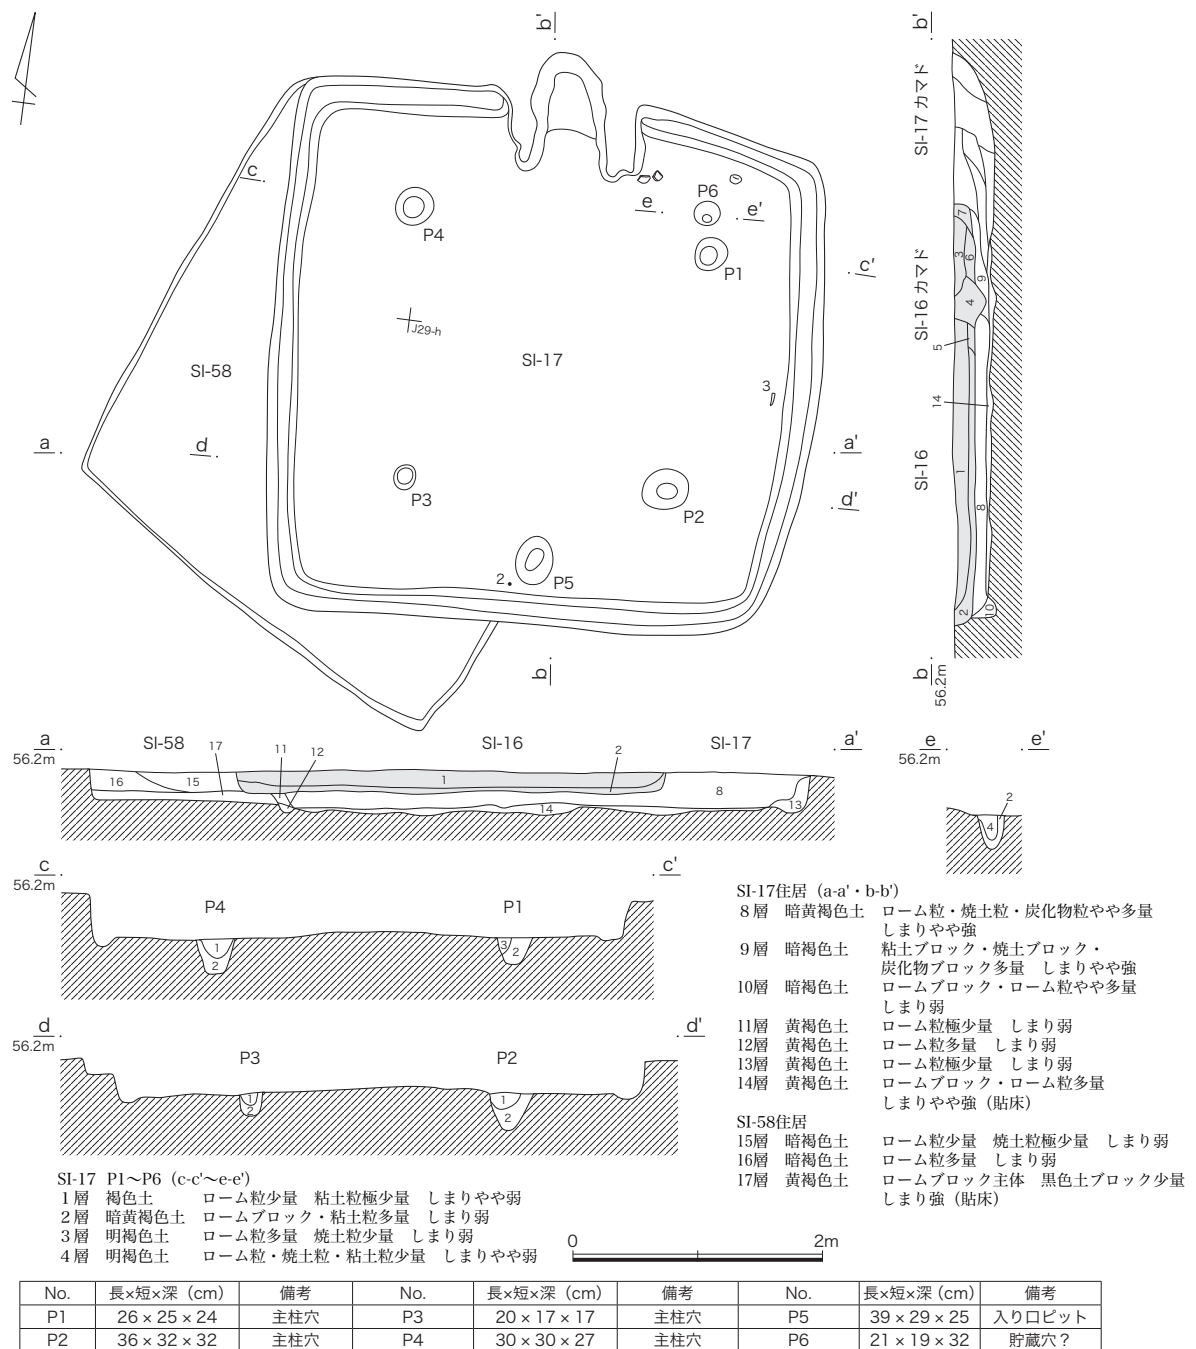 b'
b'
SI-17 カマド
c
P6
e
e'
P4
P1
c'
7
3
6
9
4
SI-16 カマド
J29-h
SI-17
5
SI-58
3
14
a
d
a'
SI-16
1
P3
P2
d'
8
2
P5
2
10
b
b
56.2m
a
56.2m
SI-58
17
11
12
SI-16
2
SI-17
a'
e
56.2m
e'
16
15
1
8
14
13
2
4
c
56.2m
c'
P4
P1
1
2
3
2
d
56.2m
d'
P3
P2
1
2
1
2
SI-17住居（a-a'・b-b'）
8層 暗黄褐色土 ローム粒・焼土粒・炭化物粒やや多量
しまりやや強
9層 暗褐色土 粘土ブロック・焼土ブロック・
炭化物ブロック多量 しまりやや強
10層 暗褐色土 ロームブロック・ローム粒やや多量
しまり弱
11層 黄褐色土 ローム粒極少量 しまり弱
12層 黄褐色土 ローム粒多量 しまり弱
13層 黄褐色土 ローム粒極少量 しまり弱
14層 黄褐色土 ロームブロック・ローム粒多量
しまりやや強（貼床）
SI-58住居
15層 暗褐色土 ローム粒少量 焼土粒極少量 しまり弱
16層 暗褐色土 ローム粒多量 しまり弱
17層 黄褐色土 ロームブロック主体 黒色土ブロック少量
しまり強（貼床）
SI-17 P1～P6（c-c'～e-e'）
1層 褐色土 ローム粒少量 粘土粒極少量 しまりやや弱
2層 暗黄褐色土 ロームブロック・粘土粒多量 しまり弱
3層 明褐色土 ローム粒多量 焼土粒少量 しまり弱
4層 明褐色土 ローム粒・焼土粒・粘土粒少量 しまりやや弱
0 2m
No. 長×短×深（cm） 備考 No. 長×短×深（cm） 備考 No. 長×短×深（cm） 備考
P1 26×25×24 主柱穴 P3 20×17×17 主柱穴 P5 39×29×25 入り口ピット
P2 36×32×32 主柱穴 P4 30×30×27 主柱穴 P6 21×19×32 貯蔵穴？